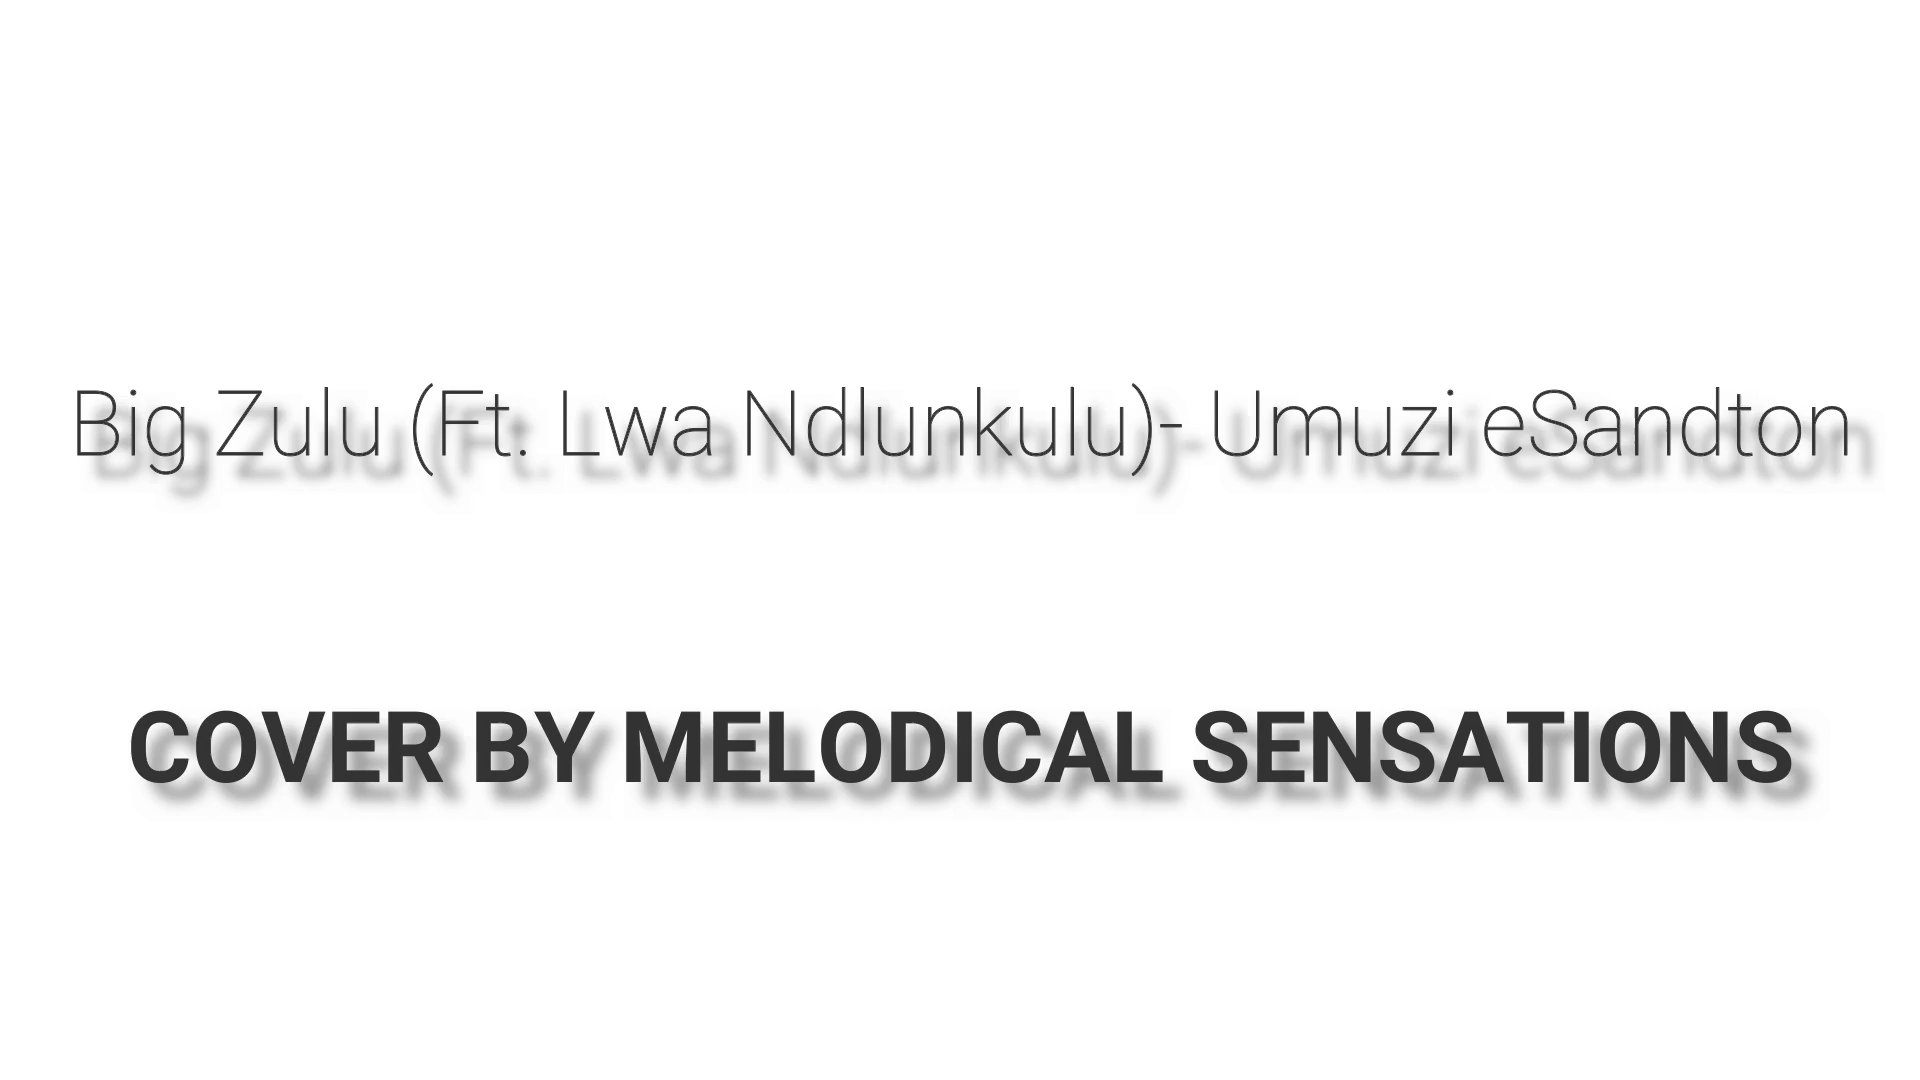 Big Zulu (Ft. Lwa Ndlunkulu)- Umuzi eSandton
COVER BY MELODICAL SENSATIONS